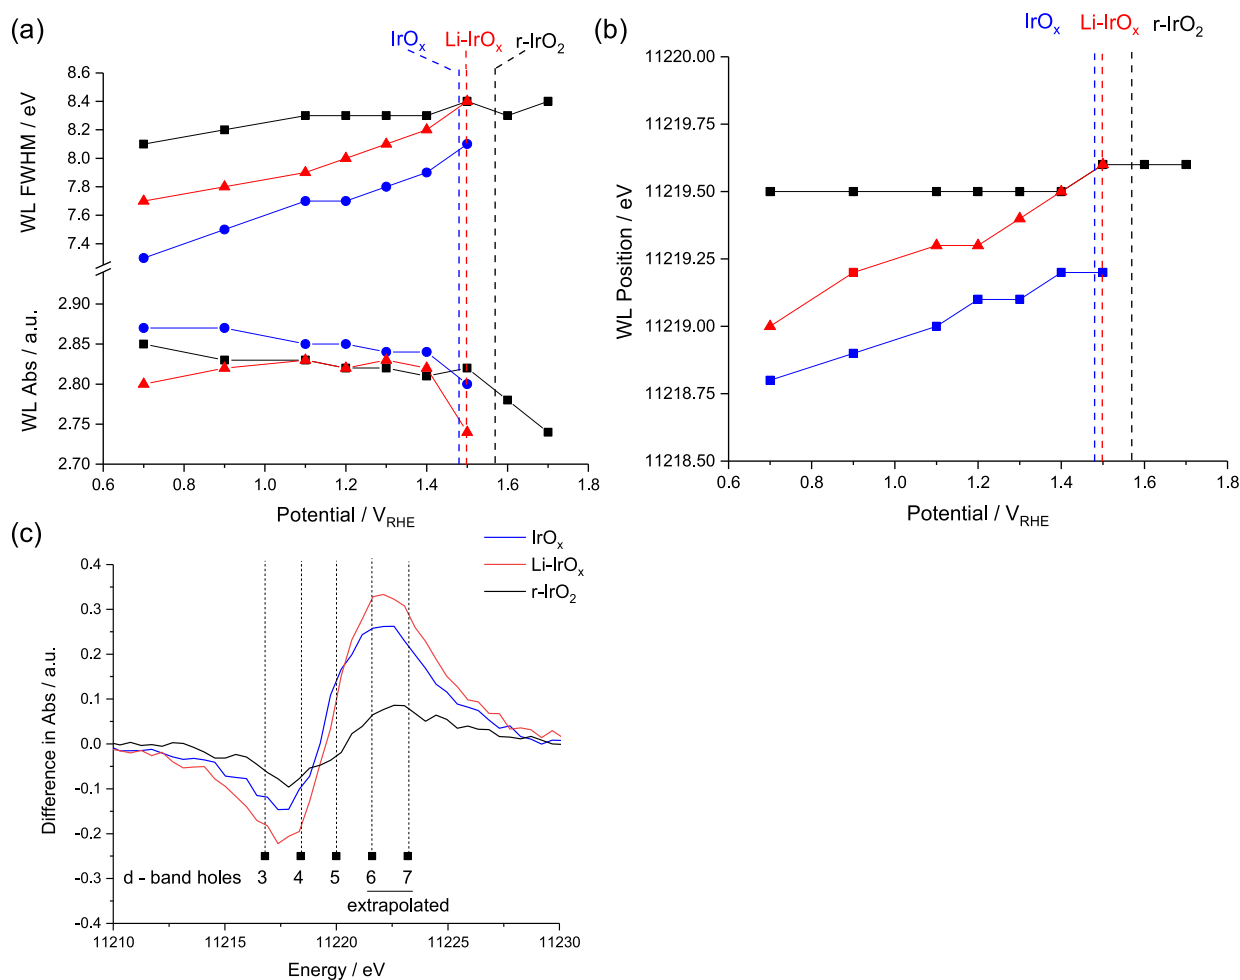 (a)
IrOx
Li-IrOx
r-IrO2
8.6
8.4
8.2
8.0
7.8
7.6
7.4
WL FWHM / eV
2.90
2.85
2.80
2.75
2.70
WL Abs / a.u.
0.6 0.8 1.0 1.2 1.4 1.6 1.8
Potential / VRHE
(b)
IrOx
Li-IrOx
r-IrO2
11220.00
11219.75
11219.50
11219.25
11219.00
11218.75
11218.50
WL Position / eV
0.6 0.8 1.0 1.2 1.4 1.6 1.8
Potential / VRHE
(c)
IrOx
Li-IrOx
r-IrO2
0.4
0.3
0.2
0.1
0.0
-0.1
-0.2
-0.3
-0.4
Difference in Abs / a.u.
d - band holes 3 4 5 6 7
extrapolated
11210 11215 11220 11225 11230
Energy / eV